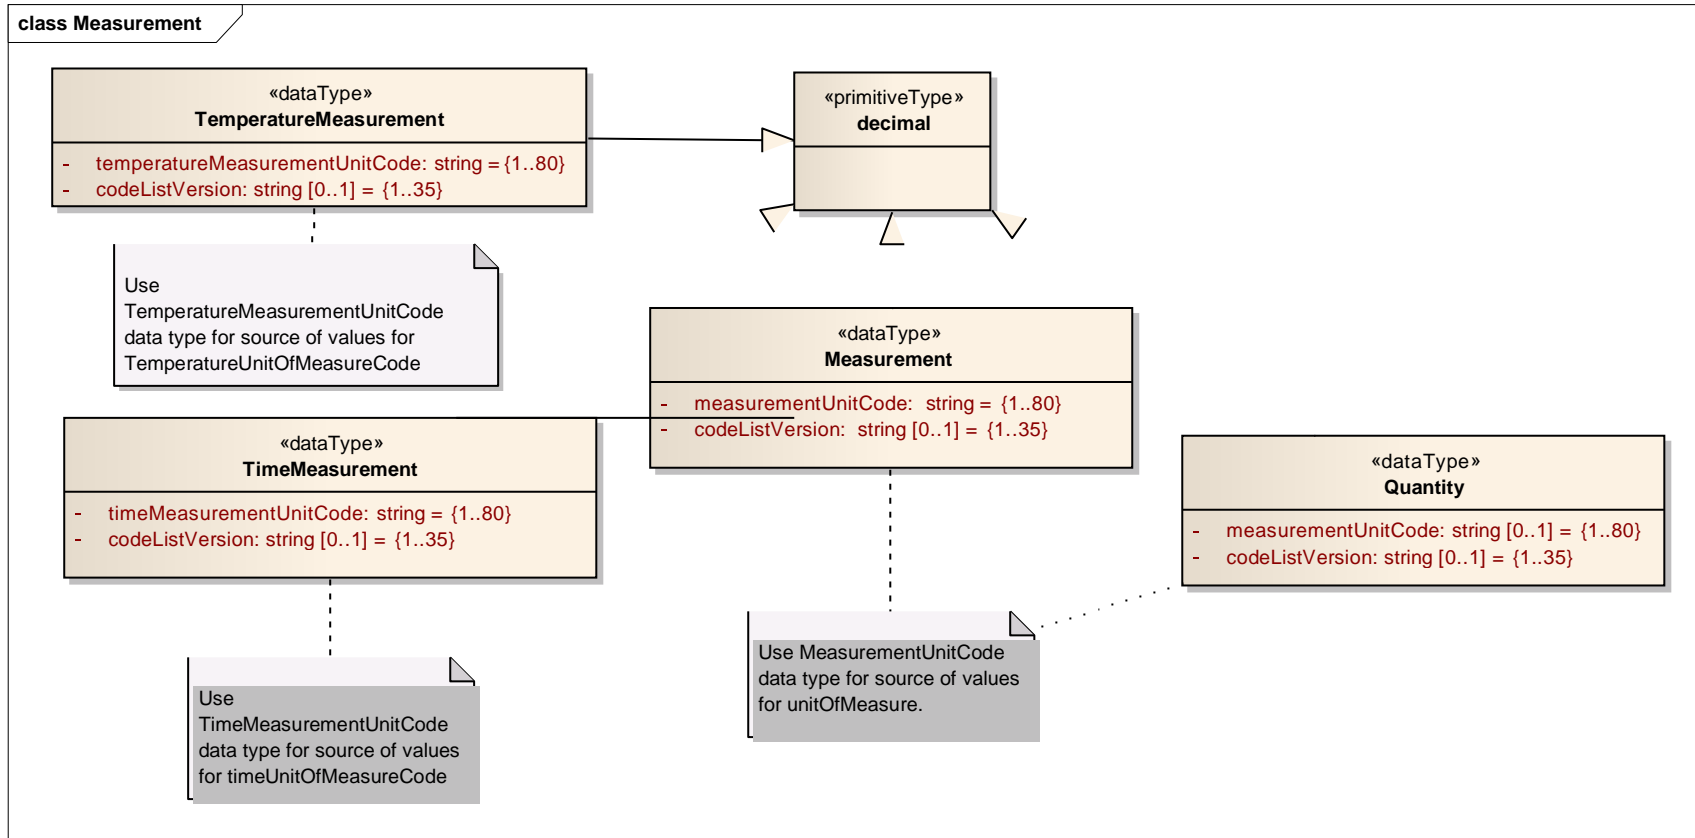 class Measurement
«dataType»
TemperatureMeasurement
- temperatureMeasurementUnitCode: string = {1..80}
- codeListVersion: string [0..1] = {1..35}
«primitiveType»
decimal
Use
TemperatureMeasurementUnitCode
data type for source of values for
TemperatureUnitOfMeasureCode
«dataType»
Measurement
- measurementUnitCode: string = {1..80}
- codeListVersion: string [0..1] = {1..35}
«dataType»
TimeMeasurement
- timeMeasurementUnitCode: string = {1..80}
- codeListVersion: string [0..1] = {1..35}
«dataType»
Quantity
- measurementUnitCode: string [0..1] = {1..80}
- codeListVersion: string [0..1] = {1..35}
Use MeasurementUnitCode
data type for source of values
for unitOfMeasure.
Use
TimeMeasurementUnitCode
data type for source of values
for timeUnitOfMeasureCode